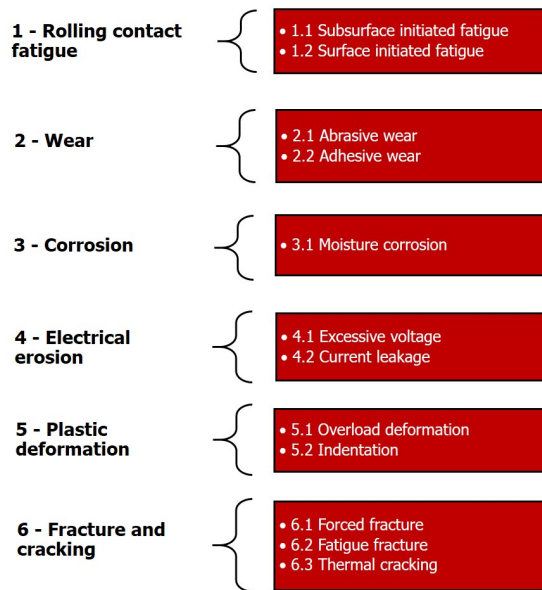 1 - Rolling contact
fatigue
• 1.1 Subsurface initiated fatigue
• 1.2 Surface initiated fatigue
2 - Wear
• 2.1 Abrasive wear
• 2.2 Adhesive wear
3 - Corrosion
• 3.1 Moisture corrosion
4 - Electrical
erosion
• 4.1 Excessive voltage
• 4.2 Current leakage
5 - Plastic
deformation
• 5.1 Overload deformation
• 5.2 Indentation
6 - Fracture and
cracking
• 6.1 Forced fracture
• 6.2 Fatigue fracture
• 6.3 Thermal cracking